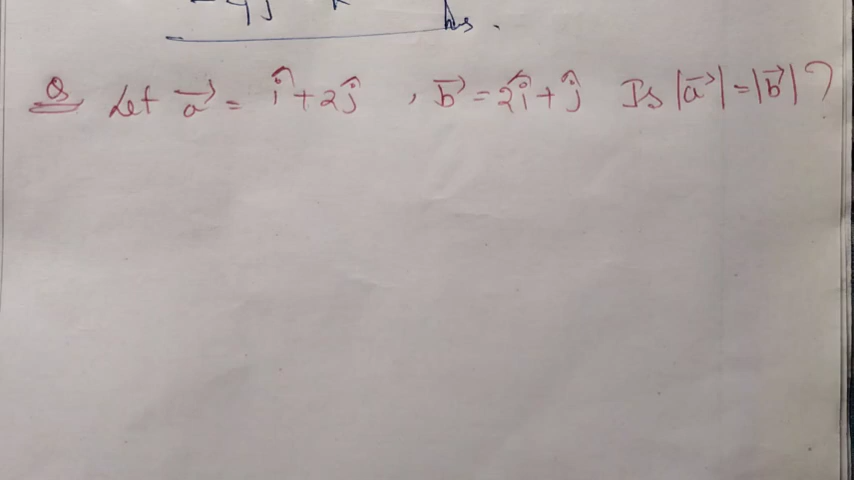 Q Let →a = î + 2ĵ , →b = 2î + ĵ Is |→a| = |→b| ?